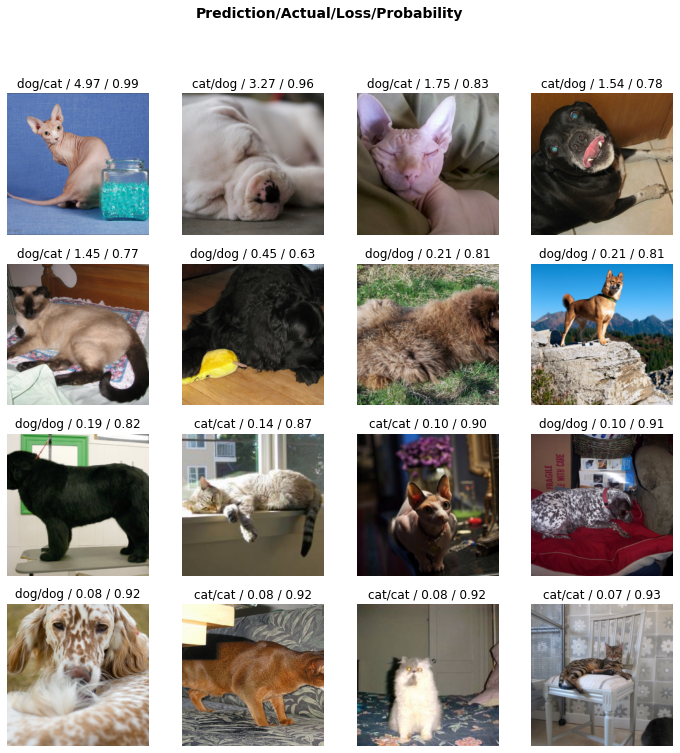 Prediction/Actual/Loss/Probability
dog/cat / 4.97 / 0.99
cat/dog / 3.27 / 0.96
dog/cat / 1.75 / 0.83
cat/dog / 1.54 / 0.78
dog/cat / 1.45 / 0.77
dog/dog / 0.45 / 0.63
dog/dog / 0.21 / 0.81
dog/dog / 0.21 / 0.81
dog/dog / 0.19 / 0.82
cat/cat / 0.14 / 0.87
cat/cat / 0.10 / 0.90
dog/dog / 0.10 / 0.91
FRAGILE
WITH CARE
dog/dog / 0.08 / 0.92
cat/cat / 0.08 / 0.92
cat/cat / 0.08 / 0.92
cat/cat / 0.07 / 0.93